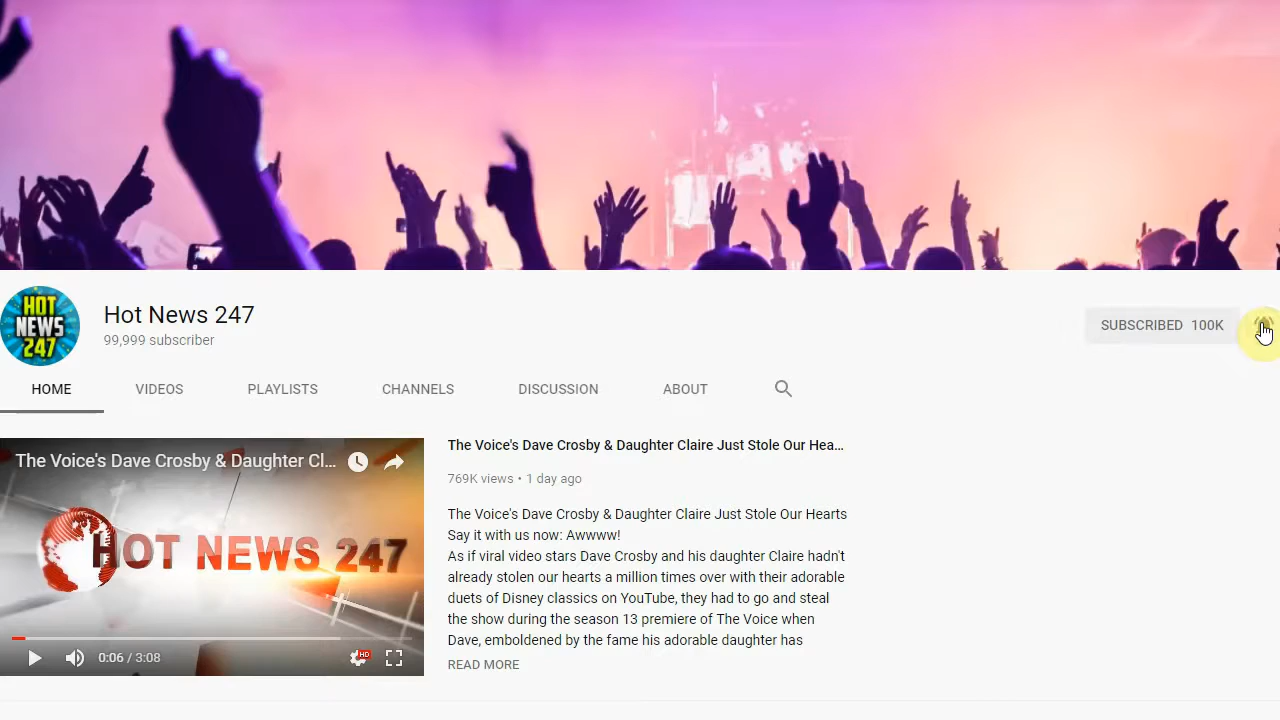 HOT
NEWS
247
Hot News 247
99,999 subscriber
SUBSCRIBED 100K
HOME VIDEOS PLAYLISTS CHANNELS DISCUSSION ABOUT
The Voice's Dave Crosby & Daughter Cl...
HOT NEWS 247
0:06 / 3:08
HD
The Voice's Dave Crosby & Daughter Claire Just Stole Our Hea...
769K views • 1 day ago
The Voice's Dave Crosby & Daughter Claire Just Stole Our Hearts
Say it with us now: Awwww!
As if viral video stars Dave Crosby and his daughter Claire hadn't
already stolen our hearts a million times over with their adorable
duets of Disney classics on YouTube, they had to go and steal
the show during the season 13 premiere of The Voice when
Dave, emboldened by the fame his adorable daughter has
READ MORE